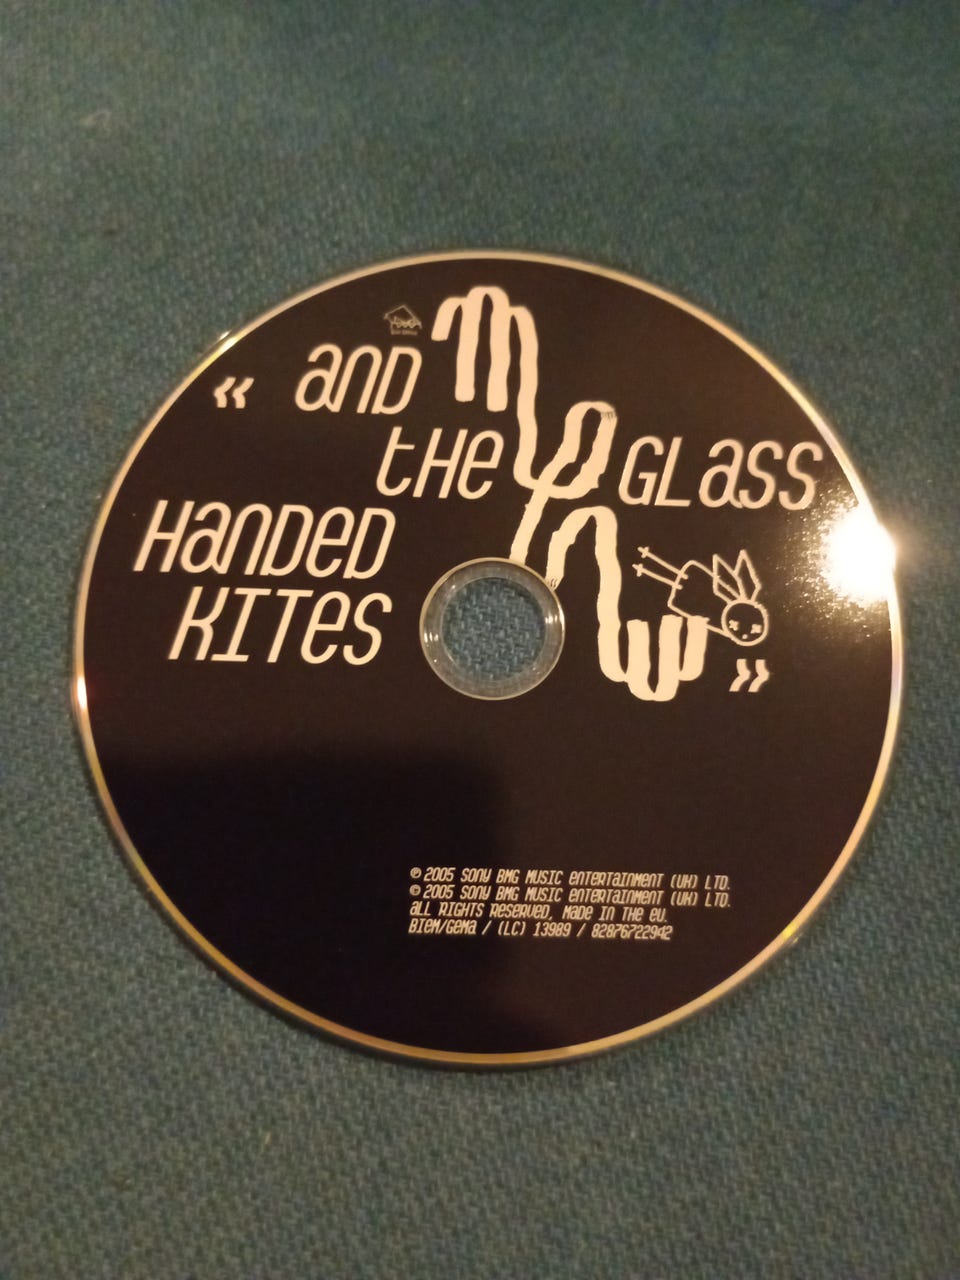 « and
the GLass
Handed
KITes »
mew
℗ 2005 SONY BMG MUSIC enterTainment (UK) LTD.
© 2005 SONY BMG MUSIC enterTainment (UK) LTD.
all RIGHTS Reserved, Made in the eu.
BIEM/Gema / (LC) 13989 / 82876722942